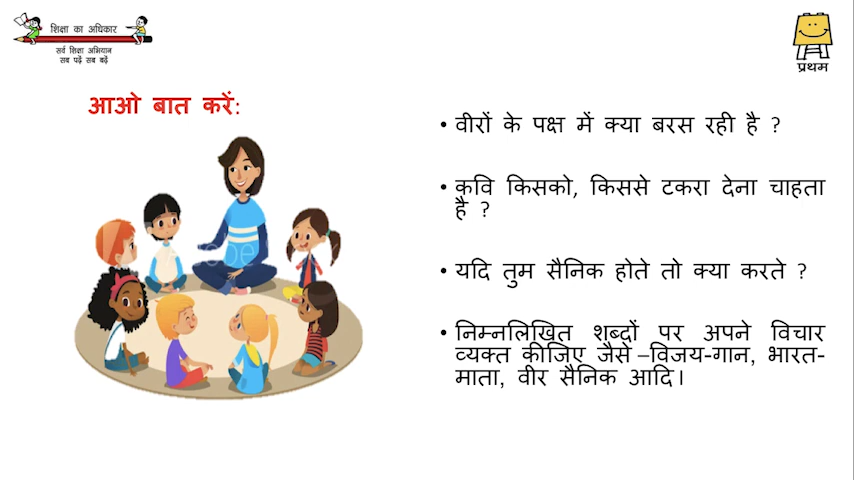 शिक्षा का अधिकार
सर्व शिक्षा अभियान
सब पढ़ें सब बढ़ें
प्रथम
आओ बात करें:
• वीरों के पक्ष में क्या बरस रही है ?
• कवि किसको, किससे टकरा देना चाहता
है ?
• यदि तुम सैनिक होते तो क्या करते ?
• निम्नलिखित शब्दों पर अपने विचार
व्यक्त कीजिए जैसे –विजय-गान, भारत-
माता, वीर सैनिक आदि।